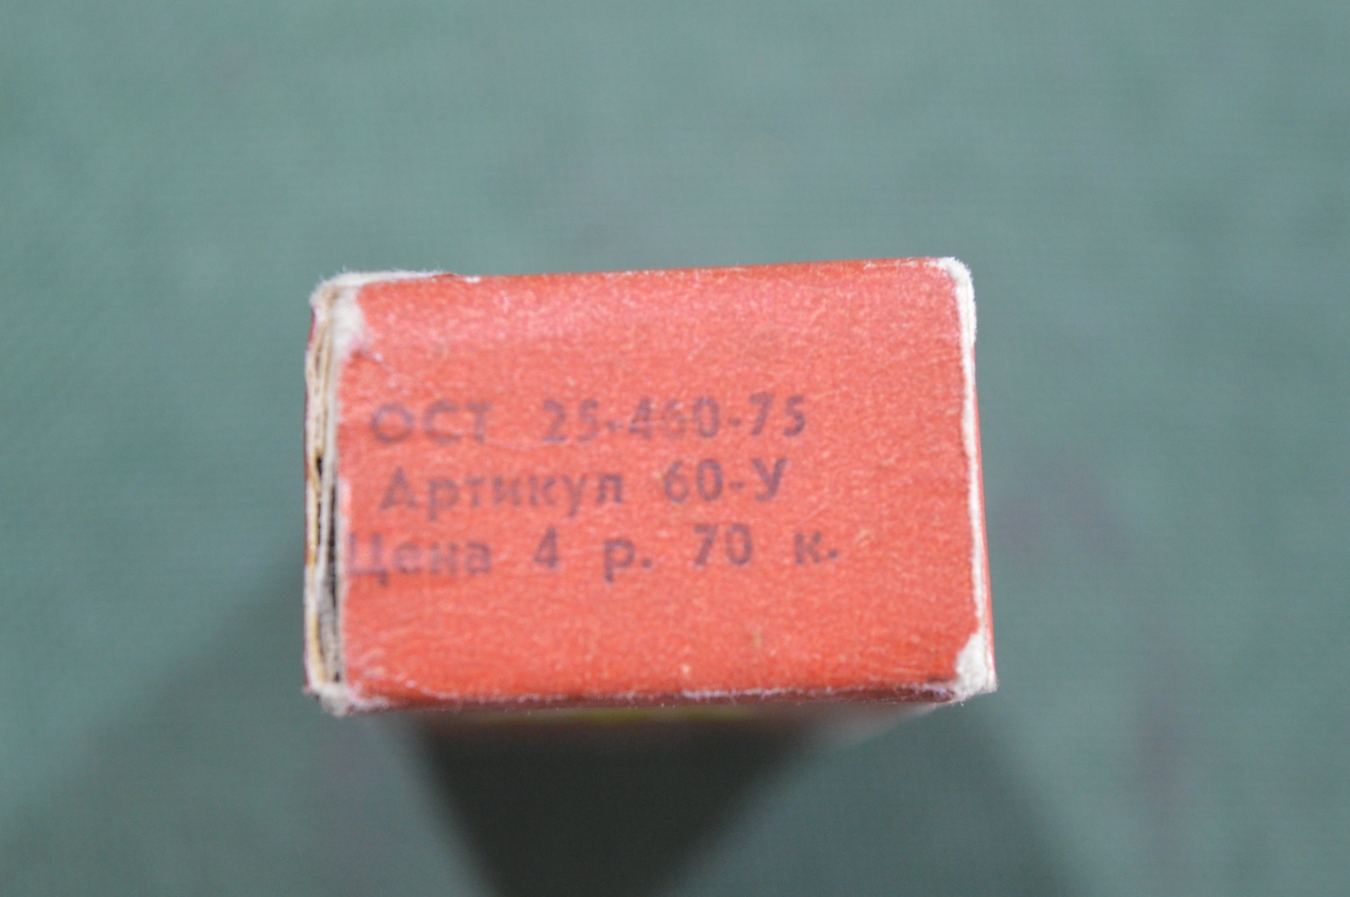 ОСТ 25-460-75
Артикул 60-У
Цена 4 р. 70 к.